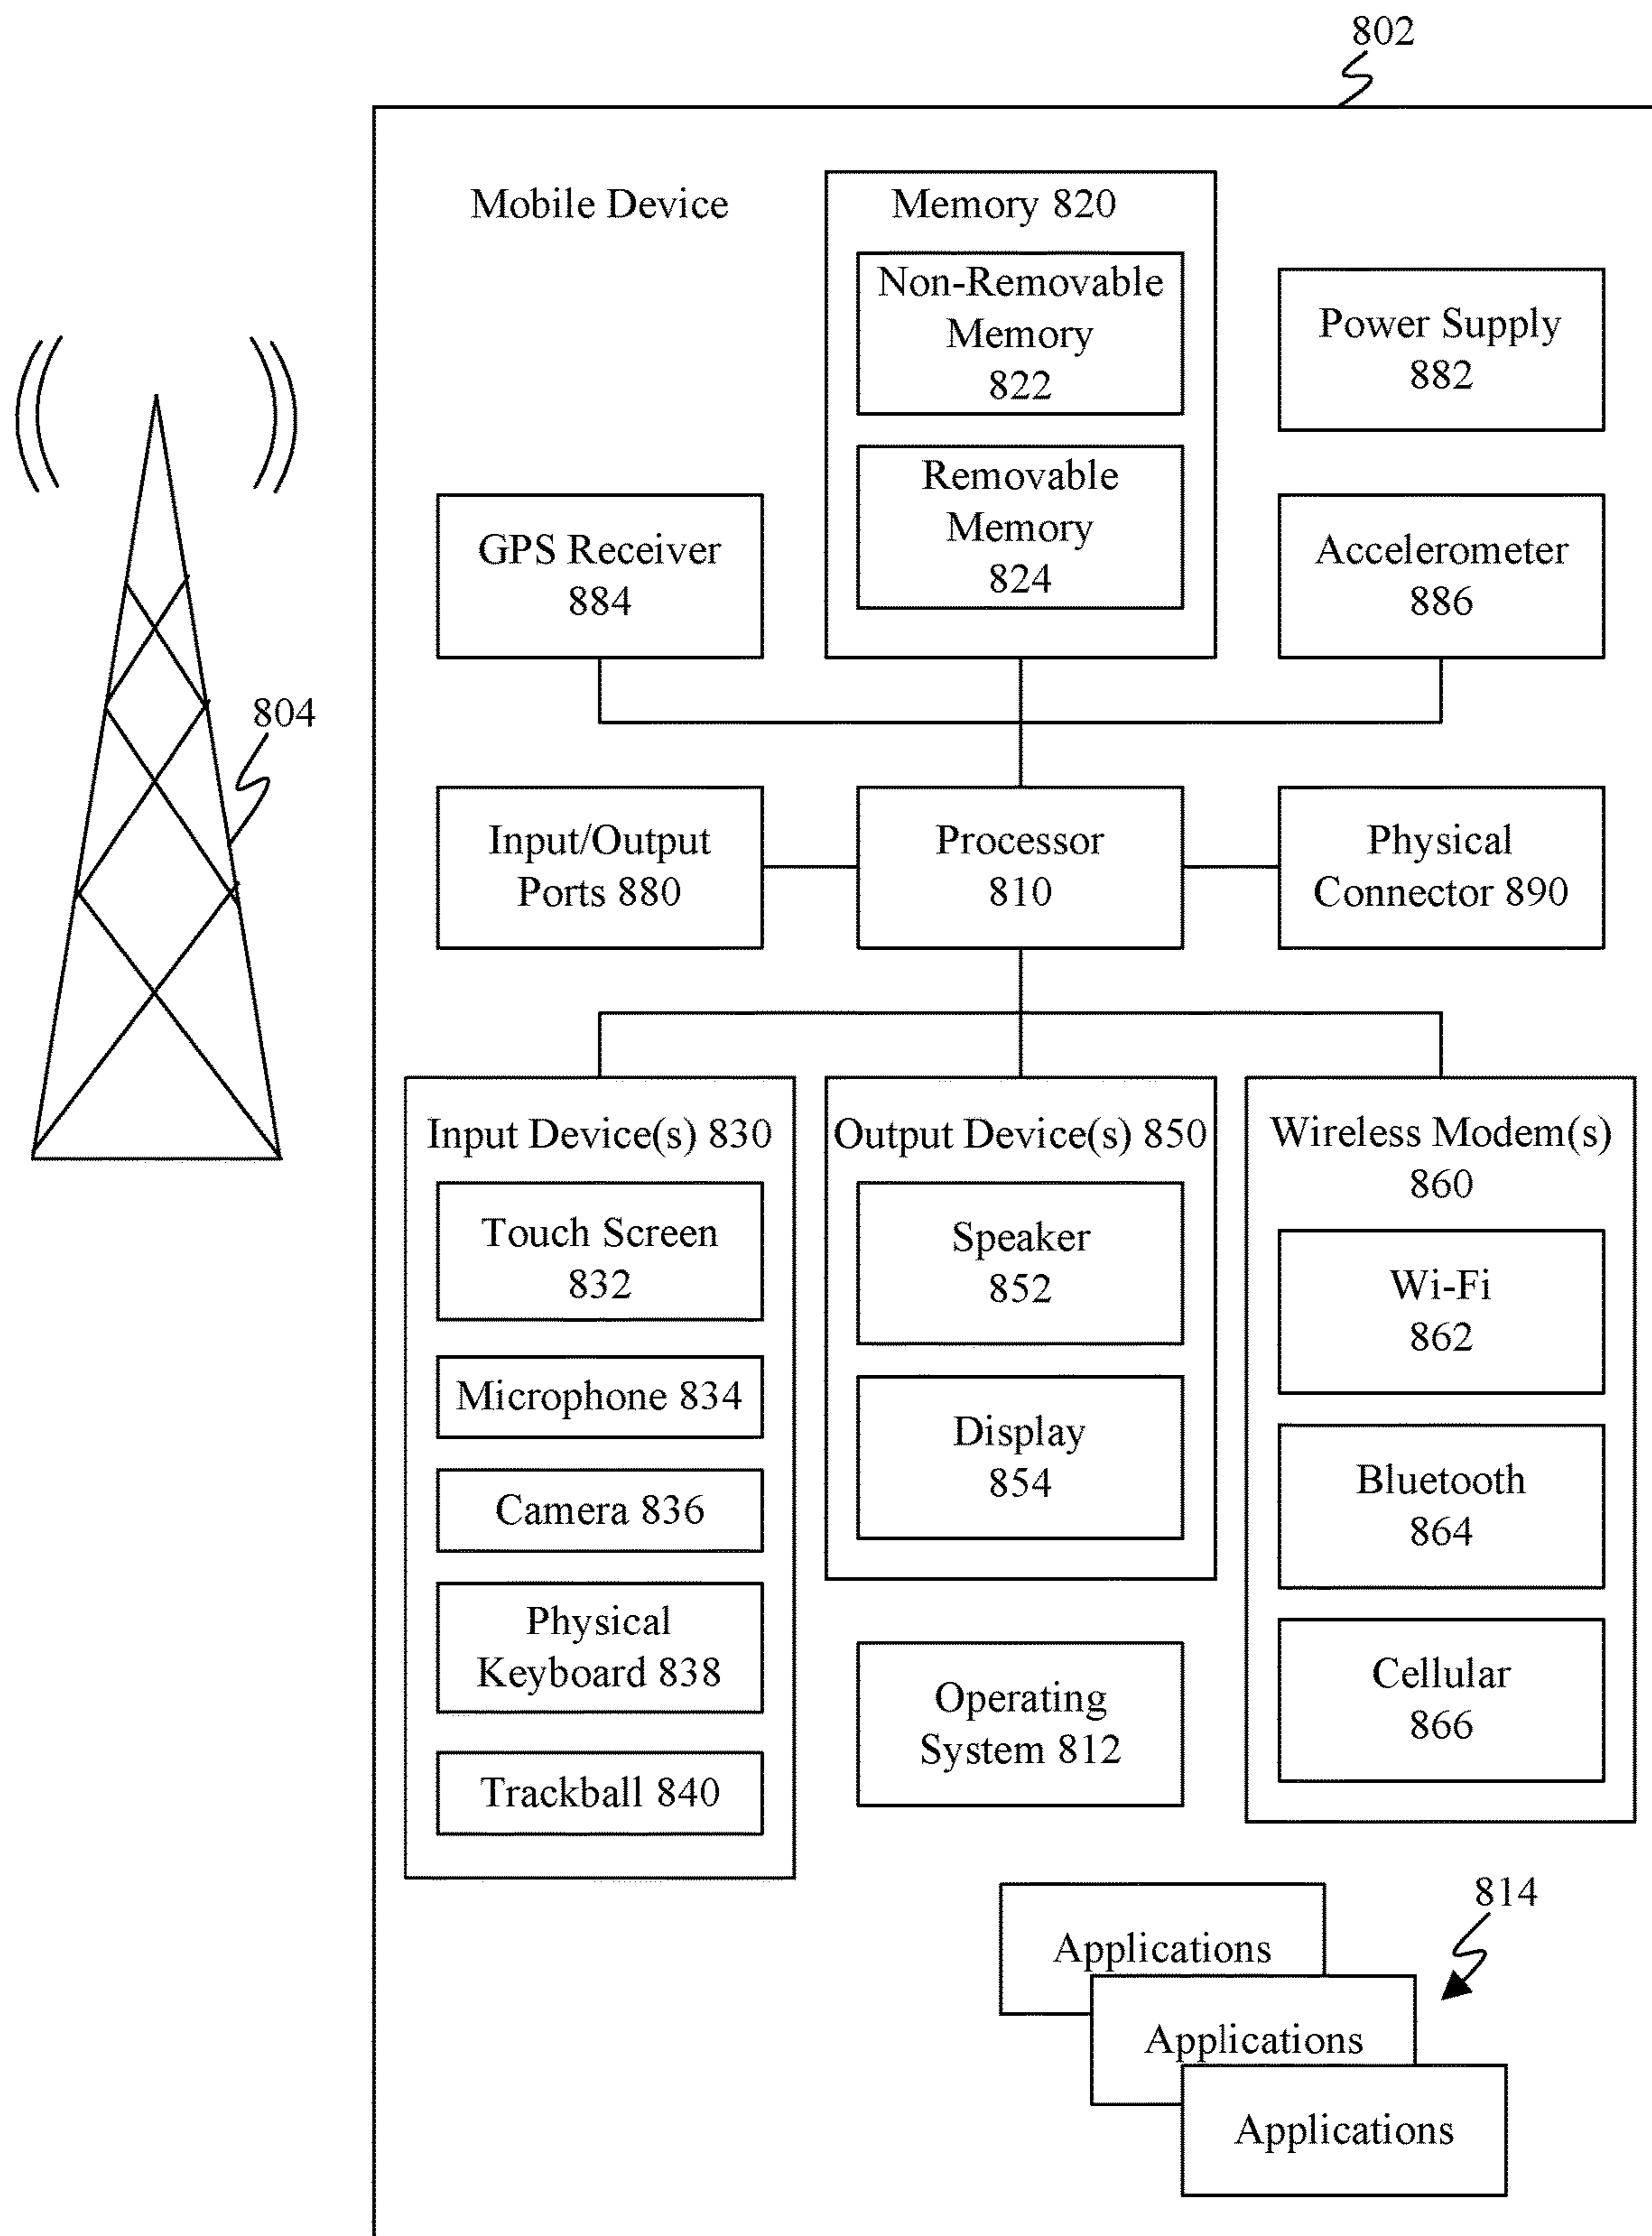 802
Mobile Device
Memory 820
Non-Removable
Memory
822
Power Supply
882
GPS Receiver
884
Removable
Memory
824
Accelerometer
886
804
Input/Output
Ports 880
Processor
810
Physical
Connector 890
Input Device(s) 830
Touch Screen
832
Microphone 834
Camera 836
Physical
Keyboard 838
Trackball 840
Output Device(s) 850
Speaker
852
Display
854
Operating
System 812
Wireless Modem(s)
860
Wi-Fi
862
Bluetooth
864
Cellular
866
814
Applications
Applications
Applications